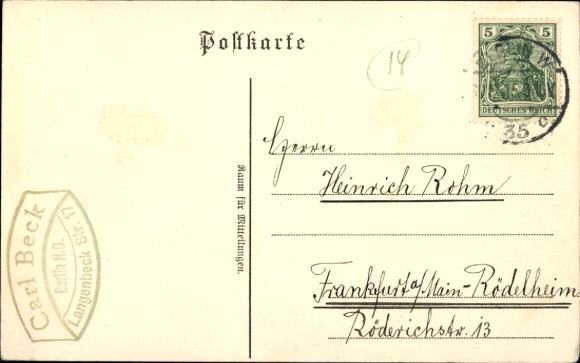 Postkarte
14
5 5
DEUTSCHES REICH
W
35
Herrn
Heinrich Rohm
Frankfurt a/Main-Rödelheim
Röderichstr. 13
Raum für Mitteilungen.
Carl Beck
Berlin N.O.
Langenbeck Str. 17